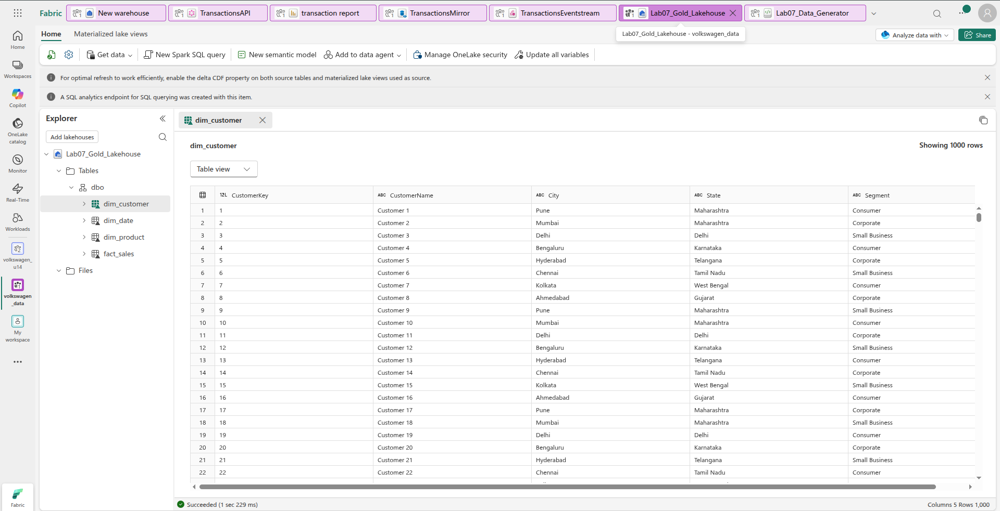 Fabric
New warehouse
TransactionsAPI
transaction report
TransactionsMirror
TransactionsEventstream
Lab07_Gold_Lakehouse
Lab07_Data_Generator
Home
Materialized lake views
Lab07_Gold_Lakehouse - volkswagen_data
Analyze data with
Share
Get data
New Spark SQL query
New semantic model
Add to data agent
Manage OneLake security
Update all variables
For optimal refresh to work efficiently, enable the delta CDF property on both source tables and materialized lake views used as source.
A SQL analytics endpoint for SQL querying was created with this item.
Home
Workspaces
Copilot
OneLake
catalog
Monitor
Real-Time
Workloads
volkswagen_
u14
volkswagen
_data
My
workspace
Fabric
Explorer
Add lakehouses
Lab07_Gold_Lakehouse
Tables
dbo
dim_customer
dim_date
dim_product
fact_sales
Files
dim_customer
dim_customer
Showing 1000 rows
Table view
12L CustomerKey ABC CustomerName ABC City ABC State ABC Segment
1 1 Customer 1 Pune Maharashtra Consumer
2 2 Customer 2 Mumbai Maharashtra Corporate
3 3 Customer 3 Delhi Delhi Small Business
4 4 Customer 4 Bengaluru Karnataka Consumer
5 5 Customer 5 Hyderabad Telangana Corporate
6 6 Customer 6 Chennai Tamil Nadu Small Business
7 7 Customer 7 Kolkata West Bengal Consumer
8 8 Customer 8 Ahmedabad Gujarat Corporate
9 9 Customer 9 Pune Maharashtra Small Business
10 10 Customer 10 Mumbai Maharashtra Consumer
11 11 Customer 11 Delhi Delhi Corporate
12 12 Customer 12 Bengaluru Karnataka Small Business
13 13 Customer 13 Hyderabad Telangana Consumer
14 14 Customer 14 Chennai Tamil Nadu Corporate
15 15 Customer 15 Kolkata West Bengal Small Business
16 16 Customer 16 Ahmedabad Gujarat Consumer
17 17 Customer 17 Pune Maharashtra Corporate
18 18 Customer 18 Mumbai Maharashtra Small Business
19 19 Customer 19 Delhi Delhi Consumer
20 20 Customer 20 Bengaluru Karnataka Corporate
21 21 Customer 21 Hyderabad Telangana Small Business
22 22 Customer 22 Chennai Tamil Nadu Consumer
Succeeded (1 sec 229 ms)
Columns 5 Rows 1,000